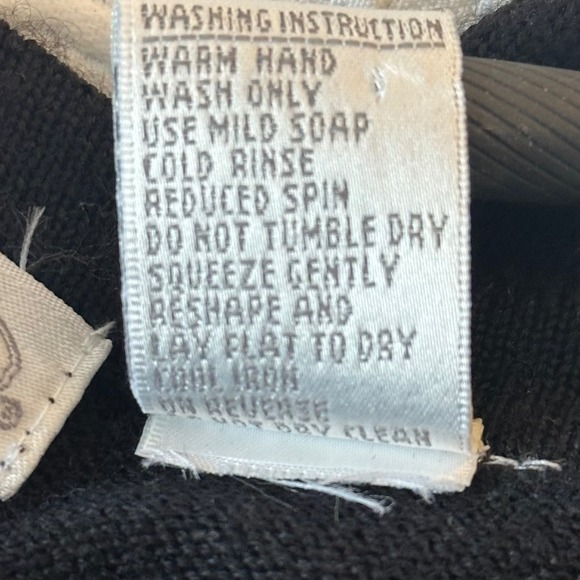 WASHING INSTRUCTION
WARM HAND
WASH ONLY
USE MILD SOAP
COLD RINSE
REDUCED SPIN
DO NOT TUMBLE DRY
SQUEEZE GENTLY
RESHAPE AND
LAY FLAT TO DRY
COOL IRON
ON REVERSE
NOT DRY CLEAN